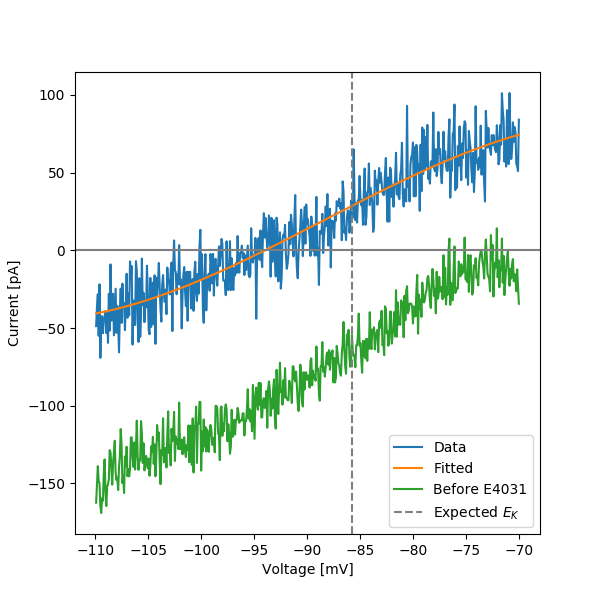 100
50
0
−50
−100
−150
Current [pA]
Data
Fitted
Before E4031
Expected $E_K$
−110 −105 −100 −95 −90 −85 −80 −75 −70
Voltage [mV]